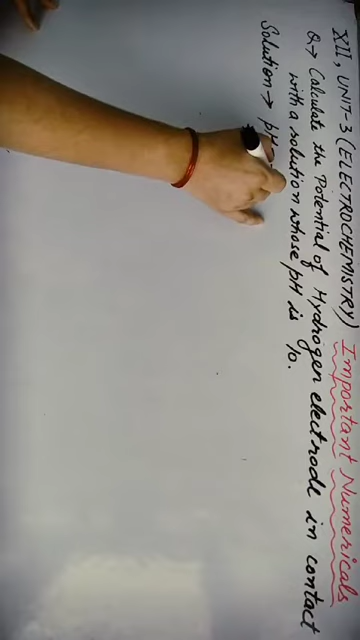 XII, UNIT-3 (ELECTROCHEMISTRY) Important Numericals
Q→ Calculate the Potential of Hydrogen electrode in contact
with a solution whose pH is 10.
Solution → pH